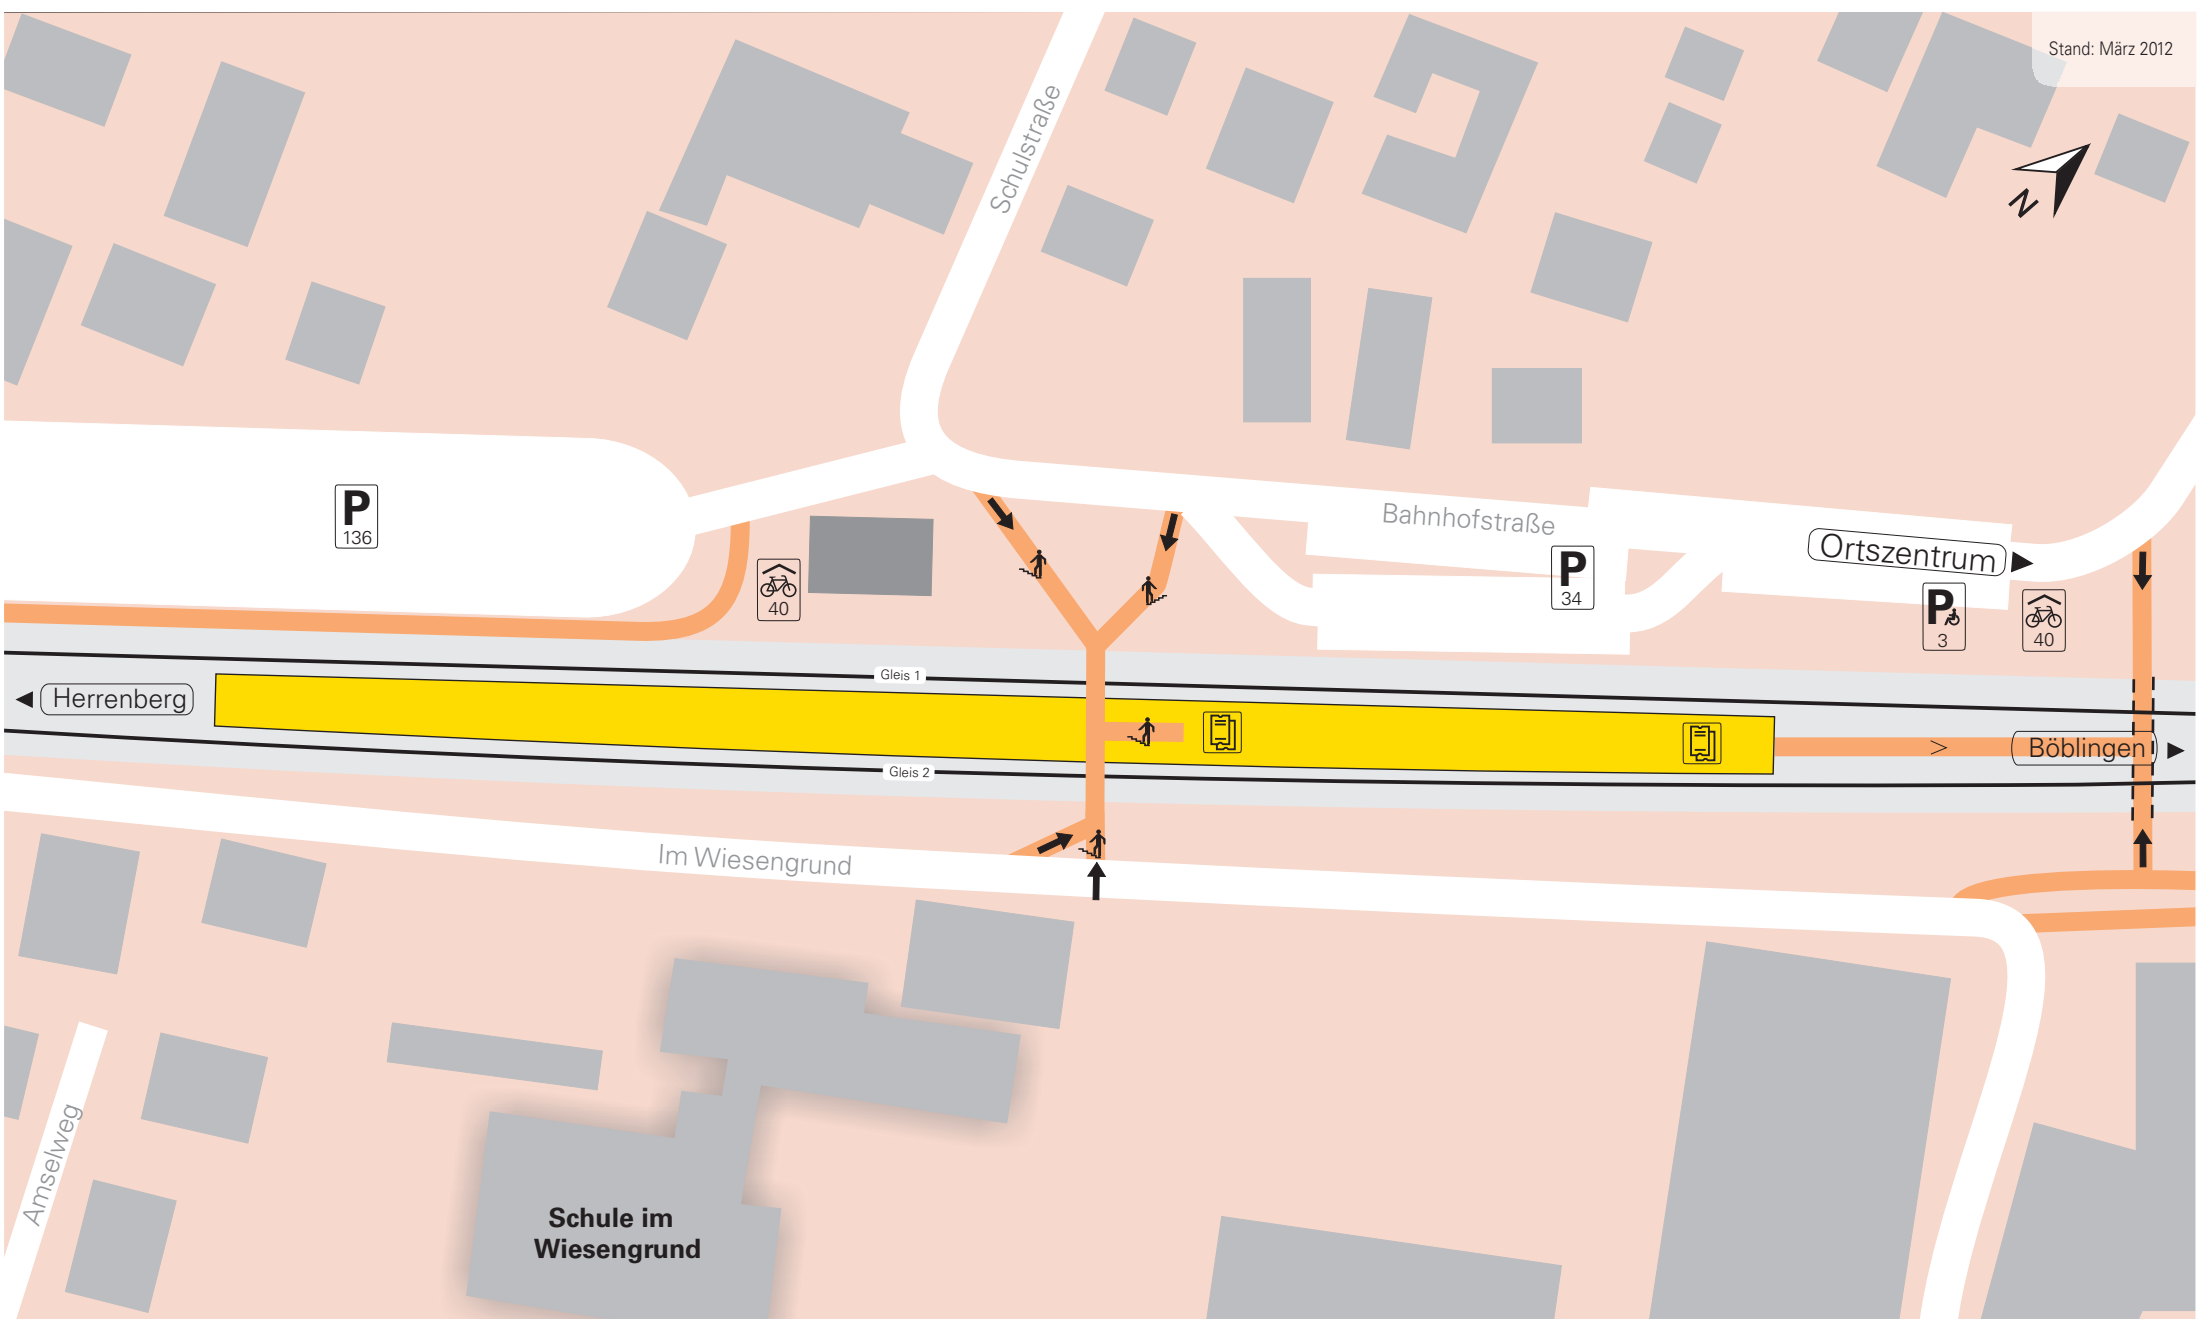 Stand: März 2012
Schulstraße
N
P
136
Bahnhofstraße
Ortszentrum
P
34
40
P
3
40
Gleis 1
Herrenberg
>
Böblingen
Gleis 2
Im Wiesengrund
Amselweg
Schule im
Wiesengrund